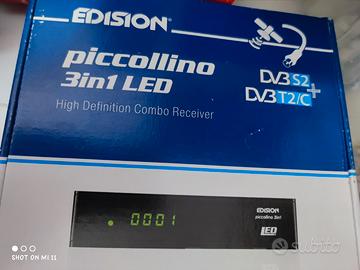 EDISION
piccollino
3in1 LED
High Definition Combo Receiver
DVB S2
+
DVB T2/C
0001
EDISION
piccollino 3in1
LED
SHOT ON MI 11
subito